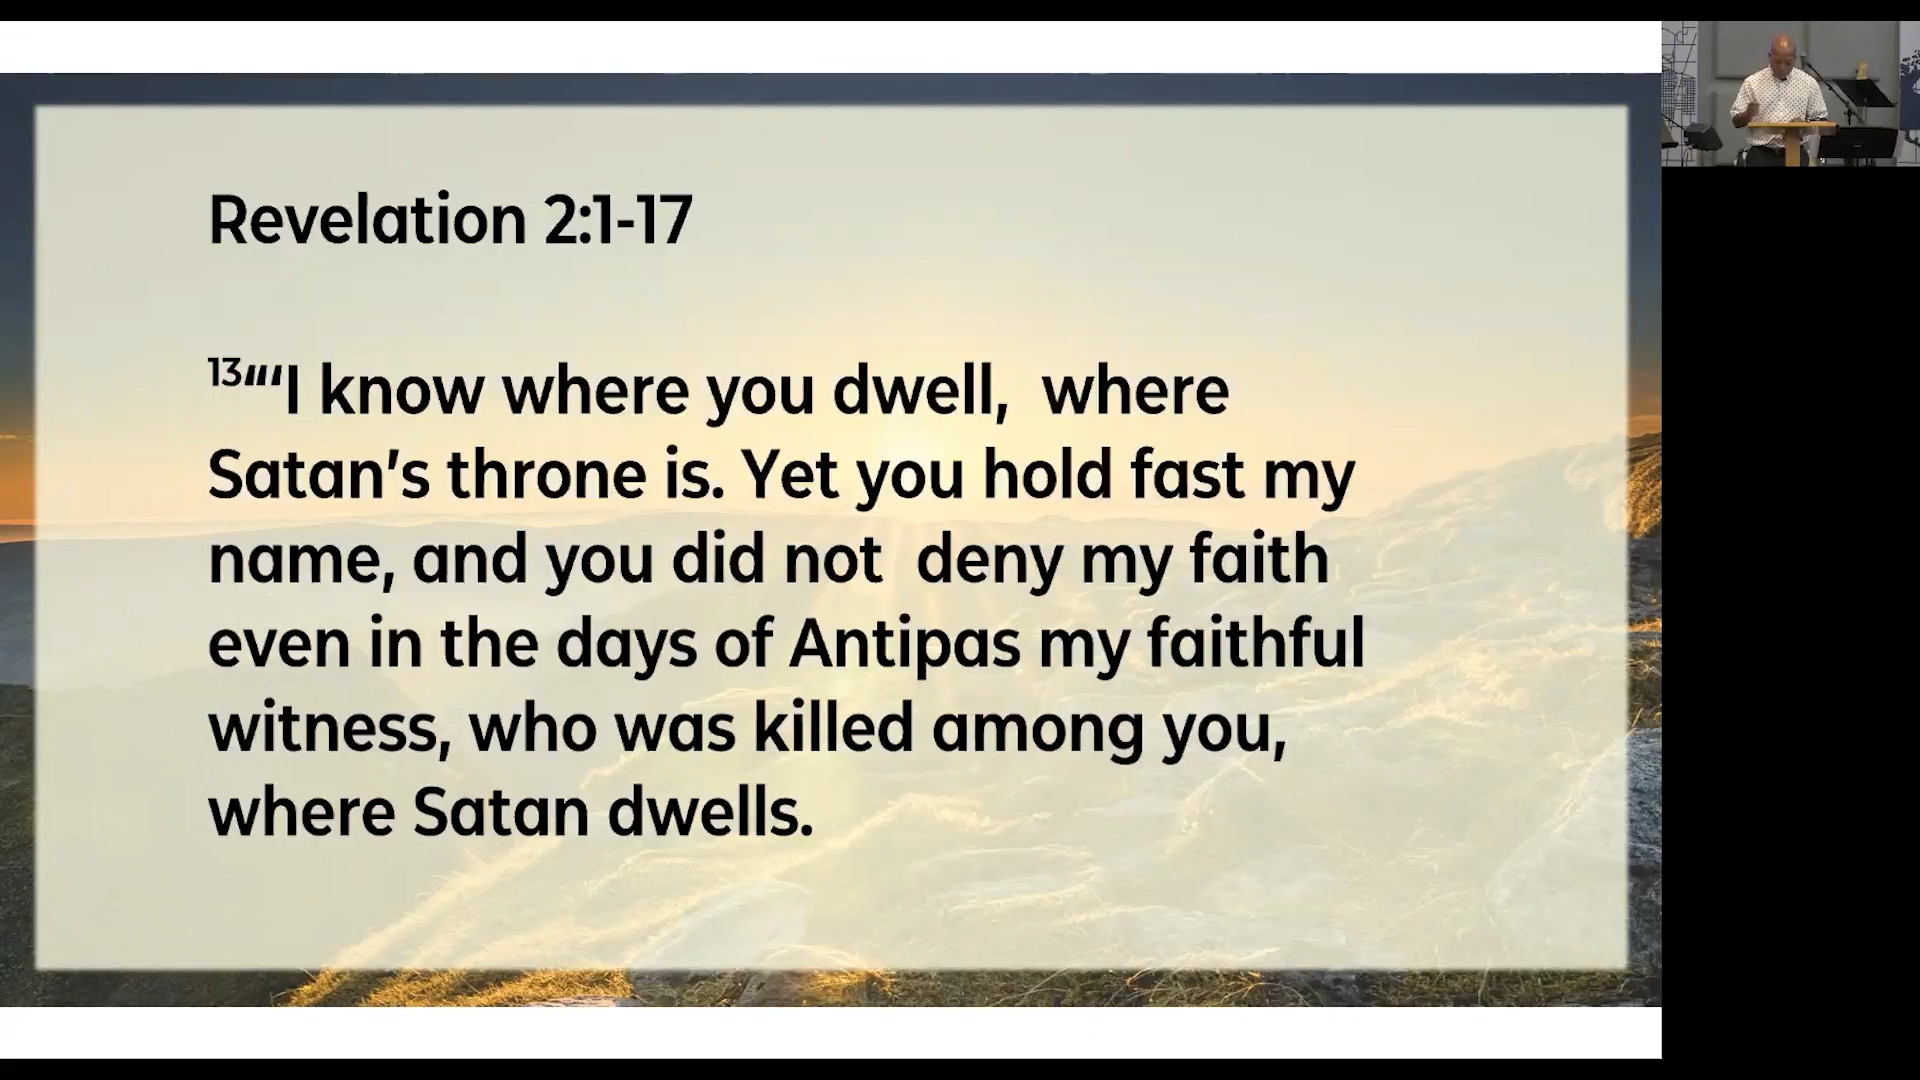 Revelation 2:1-17
13“‘I know where you dwell,  where
Satan’s throne is. Yet you hold fast my
name, and you did not  deny my faith
even in the days of Antipas my faithful
witness, who was killed among you,
where Satan dwells.